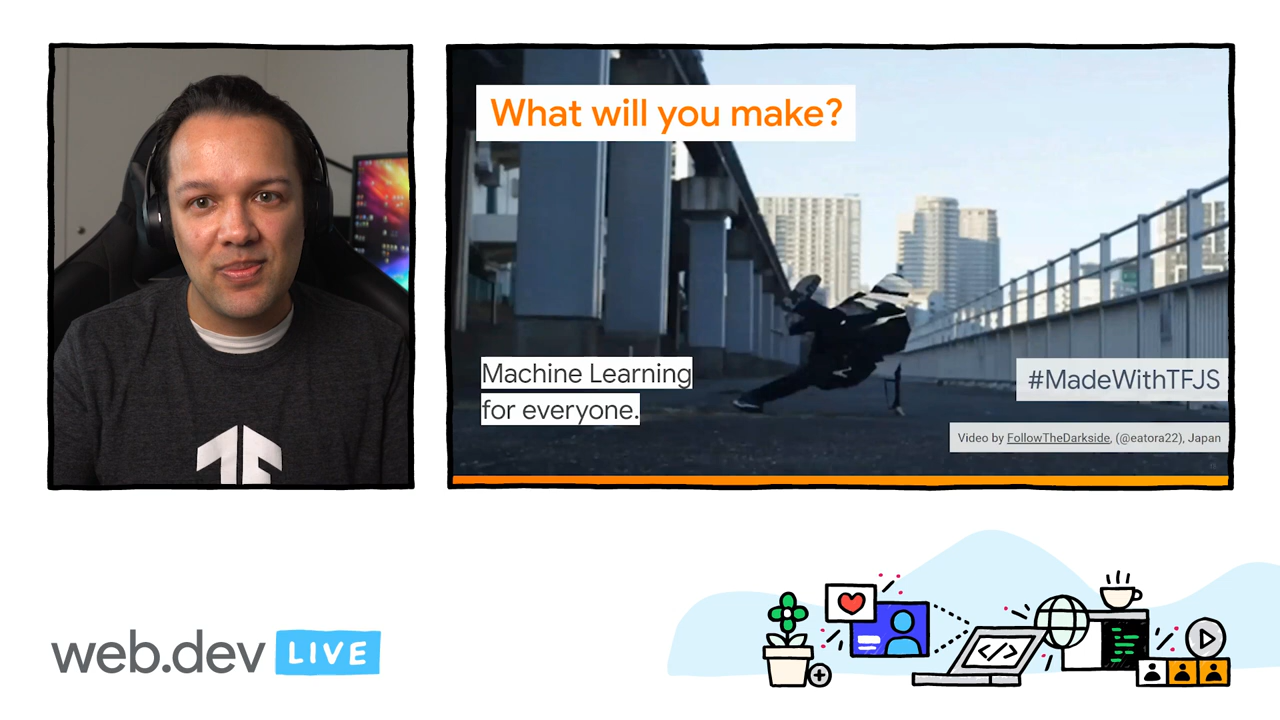 What will you make?
Machine Learning
for everyone.
#MadeWithTFJS
Video by FollowTheDarkside, (@eatora22), Japan
web.dev LIVE
</>